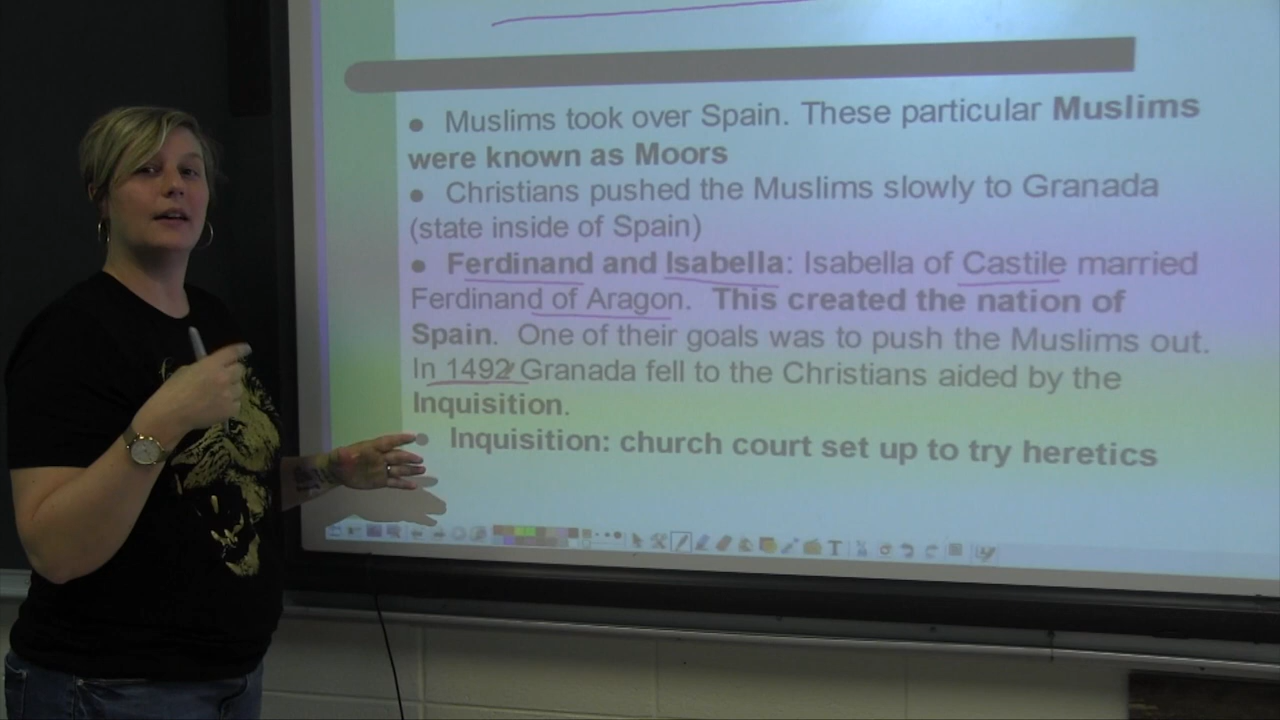 • Muslims took over Spain. These particular Muslims
were known as Moors
• Christians pushed the Muslims slowly to Granada
(state inside of Spain)
• Ferdinand and Isabella: Isabella of Castile married
Ferdinand of Aragon. This created the nation of
Spain. One of their goals was to push the Muslims out.
In 1492 Granada fell to the Christians aided by the
Inquisition.
• Inquisition: church court set up to try heretics
T